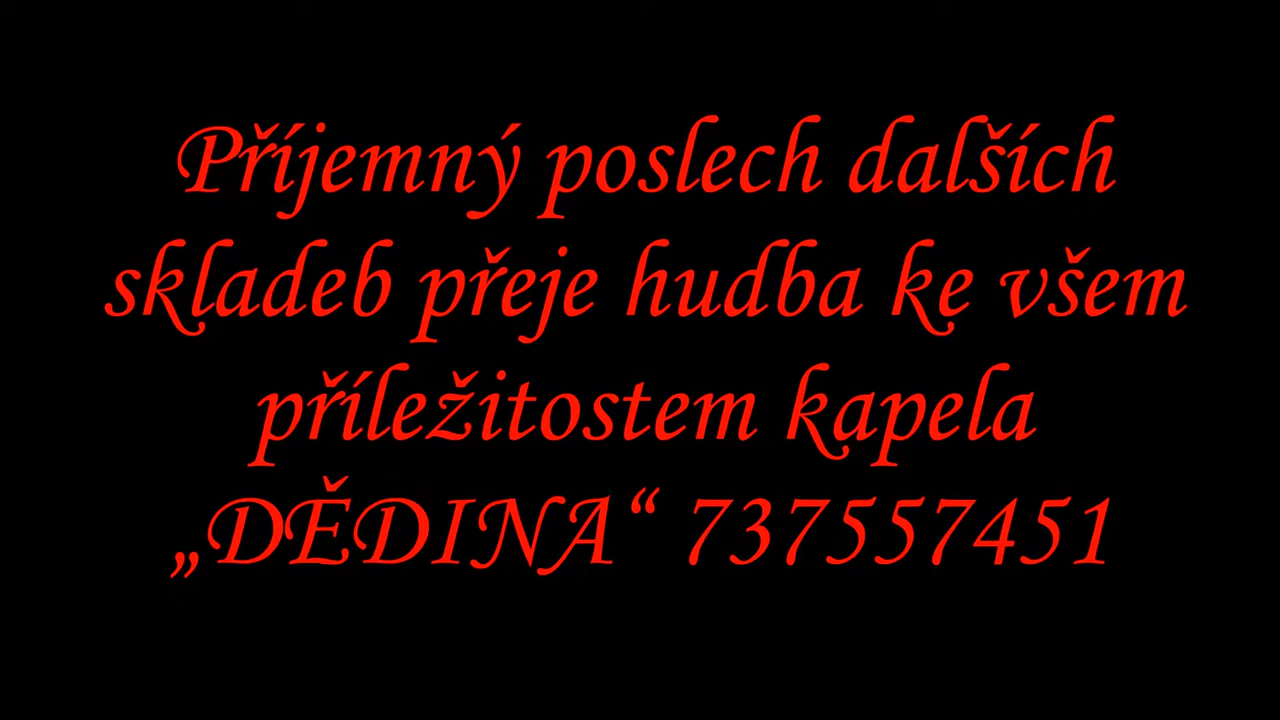 Příjemný poslech dalších
skladeb přeje hudba ke všem
příležitostem kapela
„DĚDINA“ 737557451